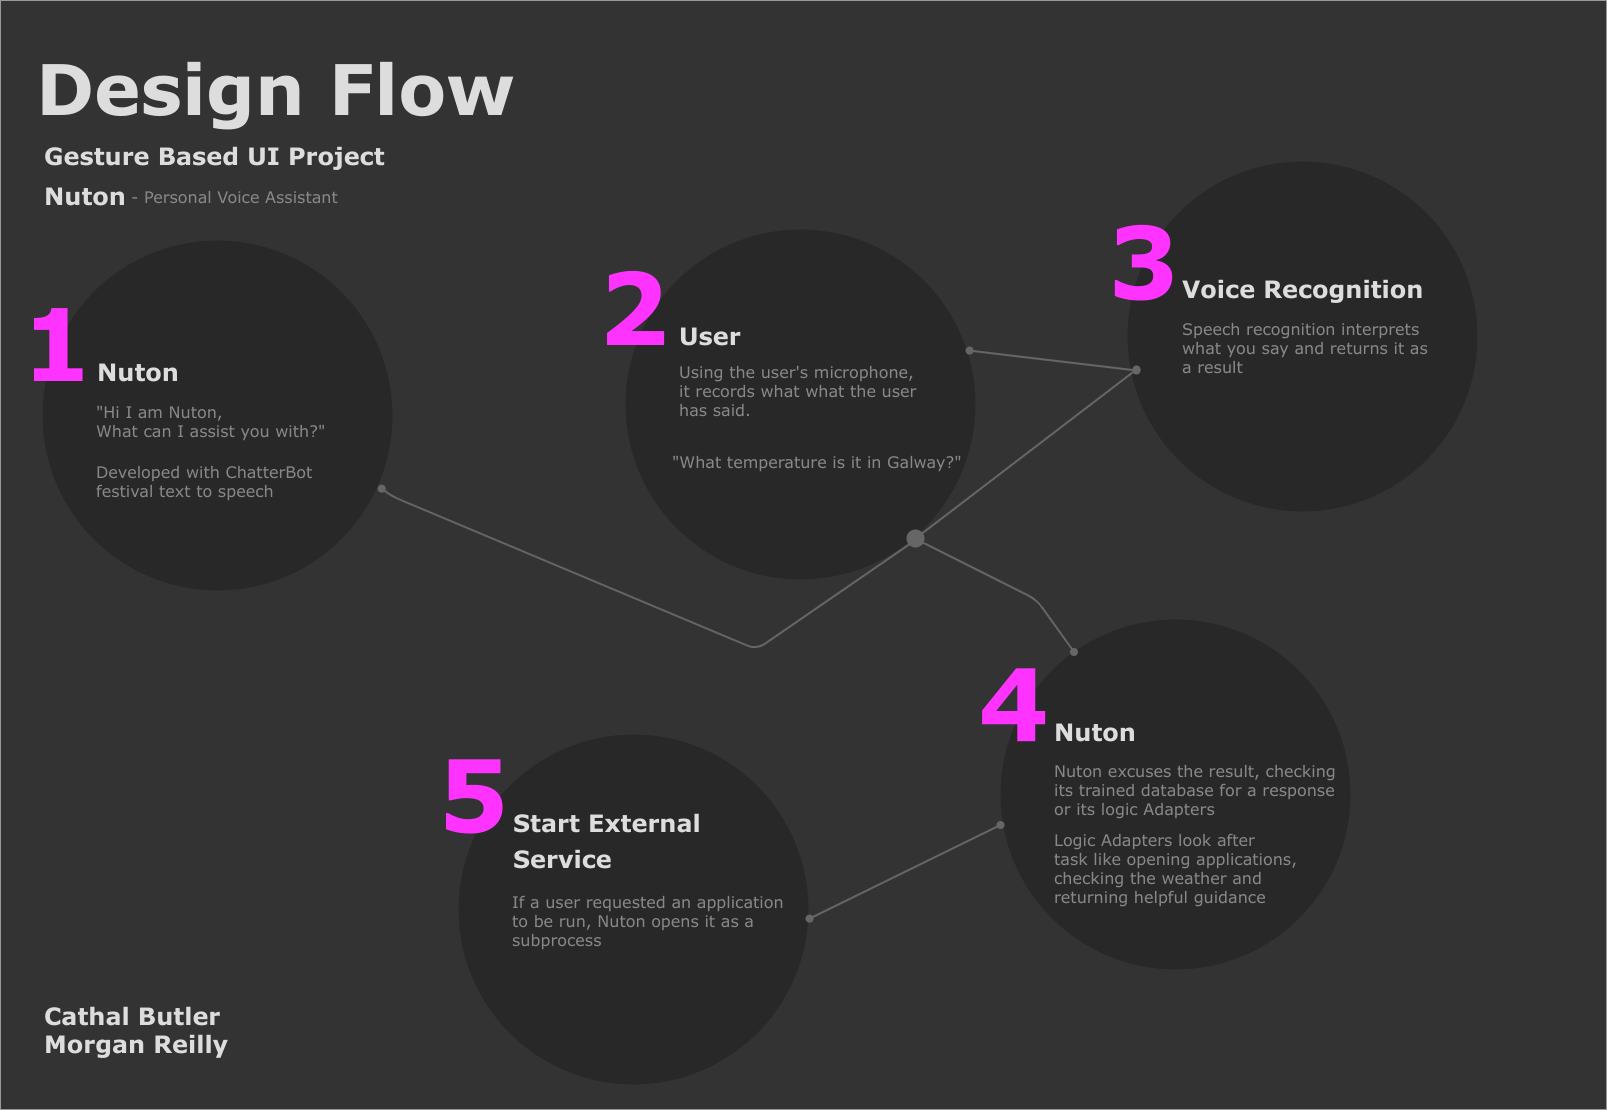 Design Flow
Gesture Based UI Project
Nuton - Personal Voice Assistant
1
Nuton
"Hi I am Nuton,
What can I assist you with?"
Developed with ChatterBot
festival text to speech
2
User
Using the user's microphone,
it records what what the user
has said.
"What temperature is it in Galway?"
3
Voice Recognition
Speech recognition interprets
what you say and returns it as
a result
4
Nuton
Nuton excuses the result, checking
its trained database for a response
or its logic Adapters
Logic Adapters look after
task like opening applications,
checking the weather and
returning helpful guidance
5
Start External
Service
If a user requested an application
to be run, Nuton opens it as a
subprocess
Cathal Butler
Morgan Reilly